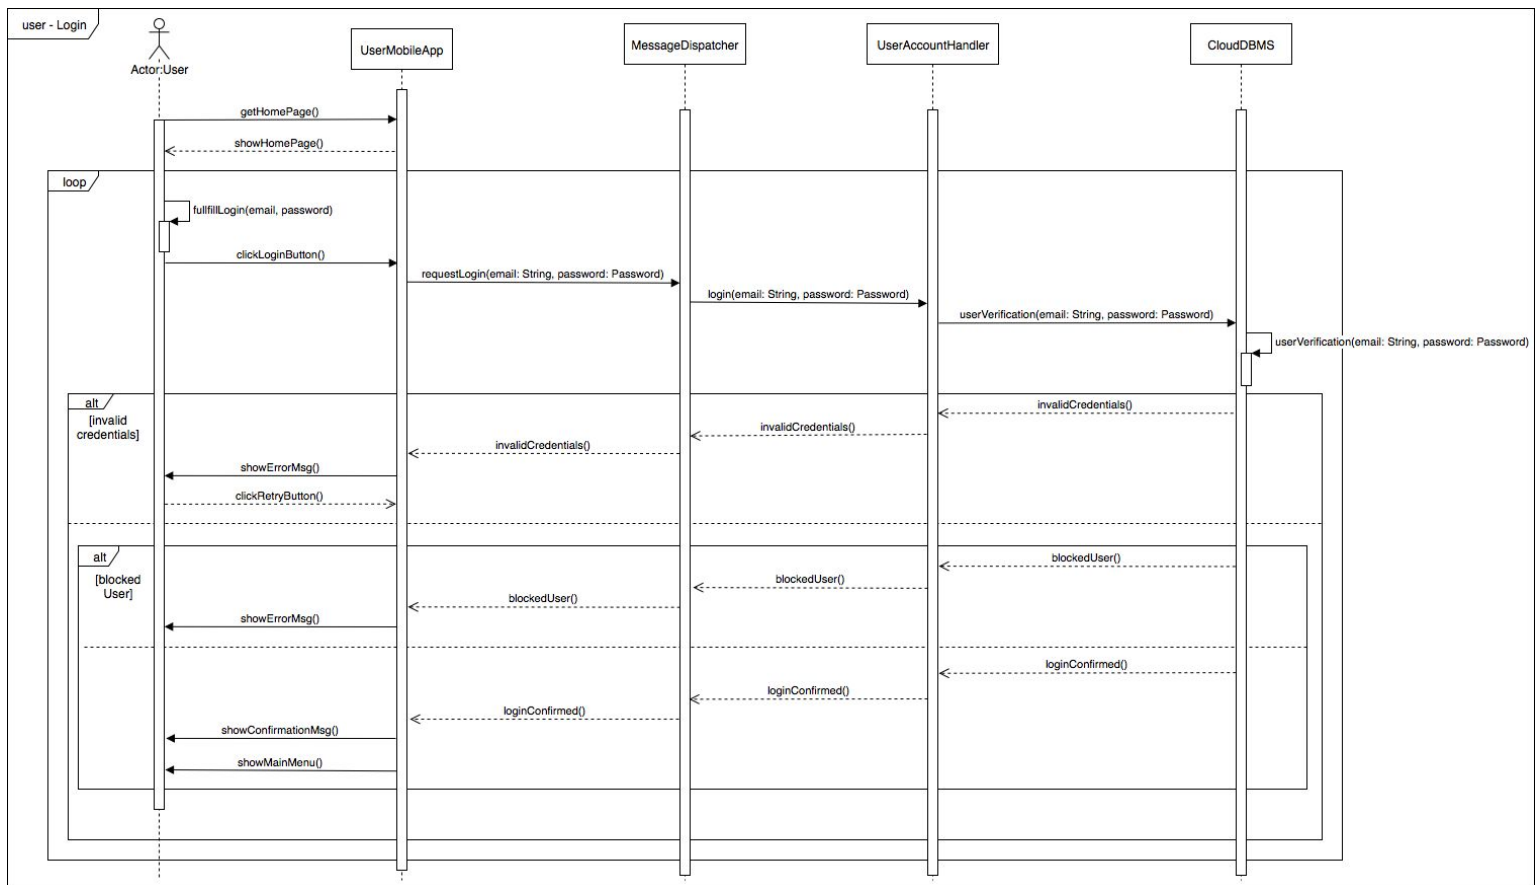 user - Login
Actor:User
UserMobileApp
MessageDispatcher
UserAccountHandler
CloudDBMS
getHomePage()
showHomePage()
loop
fullfillLogin(email, password)
clickLoginButton()
requestLogin(email: String, password: Password)
login(email: String, password: Password)
userVerification(email: String, password: Password)
userVerification(email: String, password: Password)
alt
[invalid
credentials]
invalidCredentials()
invalidCredentials()
invalidCredentials()
showErrorMsg()
clickRetryButton()
alt
[blocked
User]
blockedUser()
blockedUser()
blockedUser()
showErrorMsg()
loginConfirmed()
loginConfirmed()
loginConfirmed()
showConfirmationMsg()
showMainMenu()